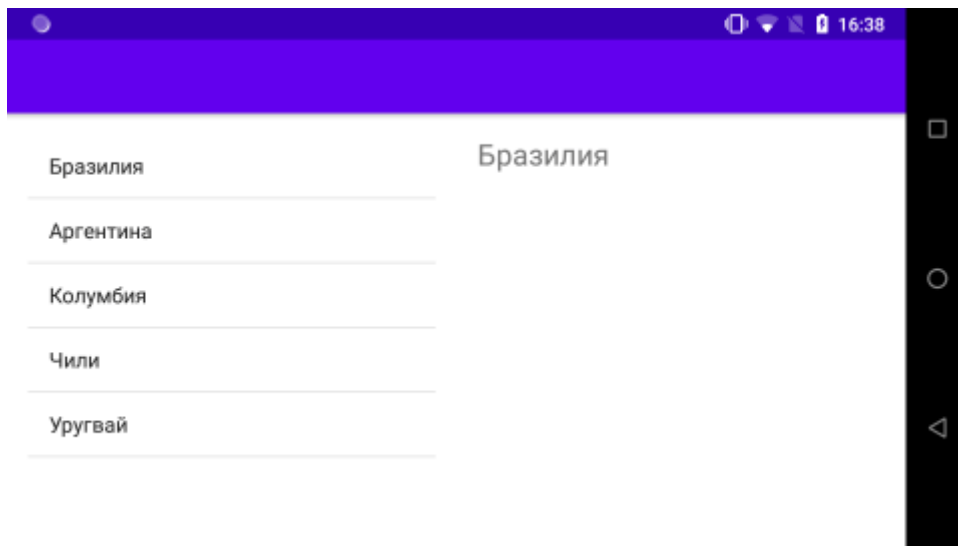 16:38
Бразилия
Аргентина
Колумбия
Чили
Уругвай
Бразилия